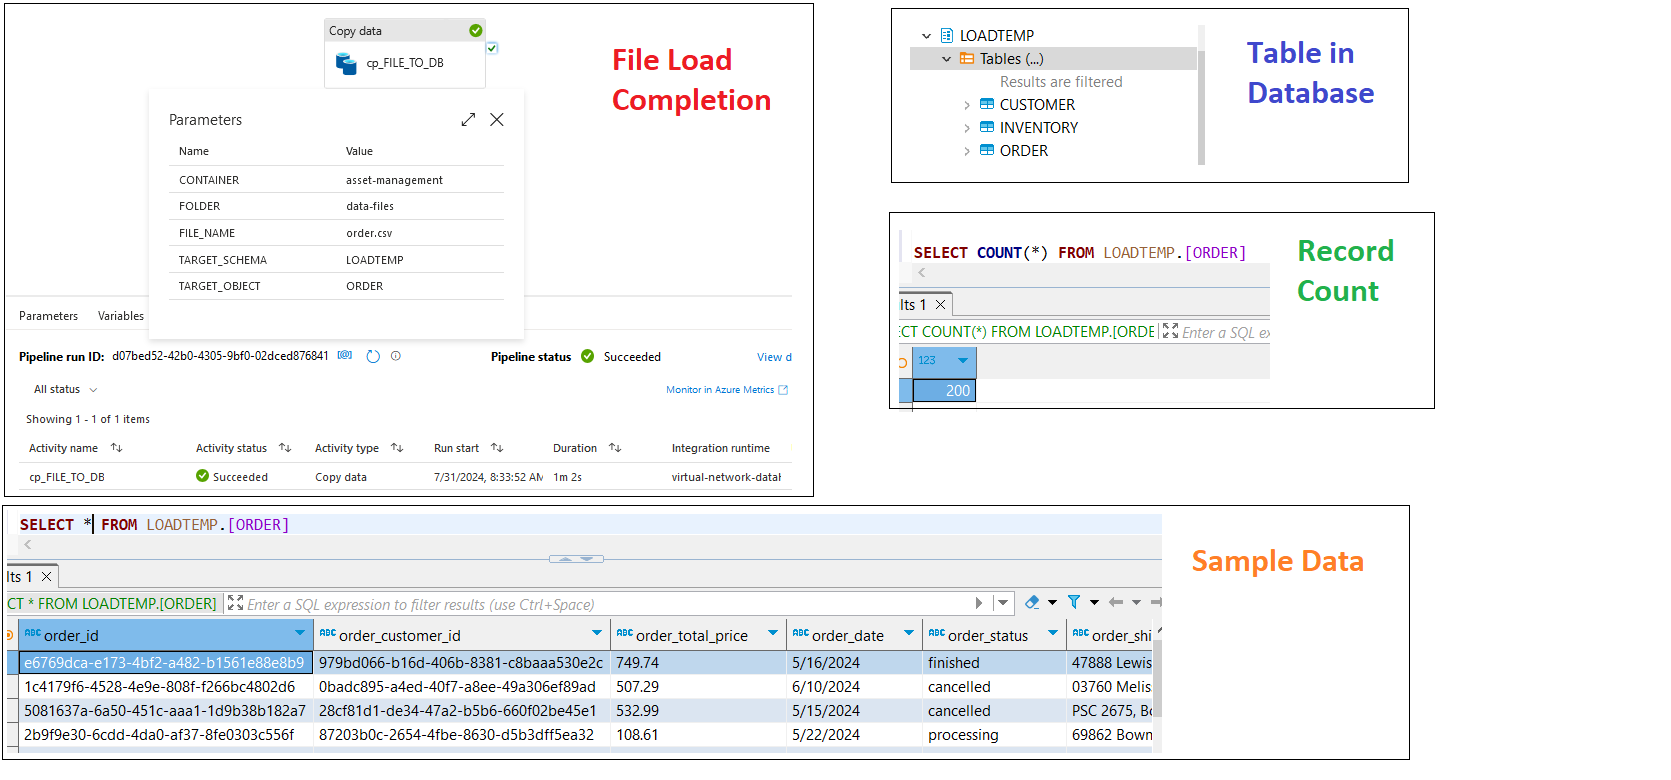 Copy data
cp_FILE_TO_DB
File Load
Completion
Parameters
Name Value
CONTAINER asset-management
FOLDER data-files
FILE_NAME order.csv
TARGET_SCHEMA LOADTEMP
TARGET_OBJECT ORDER
Parameters Variables
Pipeline run ID: d07bed52-42b0-4305-9bf0-02dced876841 Pipeline status Succeeded View d
All status Monitor in Azure Metrics
Showing 1 - 1 of 1 items
Activity name Activity status Activity type Run start Duration Integration runtime
cp_FILE_TO_DB Succeeded Copy data 7/31/2024, 8:33:52 AM 1m 2s virtual-network-datah
LOADTEMP
Tables (...)
Results are filtered
CUSTOMER
INVENTORY
ORDER
Table in
Database
SELECT COUNT(*) FROM LOADTEMP.[ORDER]
lts 1
ECT COUNT(*) FROM LOADTEMP.[ORDE Enter a SQL ex
123
200
Record
Count
SELECT * FROM LOADTEMP.[ORDER]
lts 1
CT * FROM LOADTEMP.[ORDER] Enter a SQL expression to filter results (use Ctrl+Space)
ABC order_id ABC order_customer_id ABC order_total_price ABC order_date ABC order_status ABC order_shi
e6769dca-e173-4bf2-a482-b1561e88e8b9 979bd066-b16d-406b-8381-c8baaa530e2c 749.74 5/16/2024 finished 47888 Lewis
1c4179f6-4528-4e9e-808f-f266bc4802d6 0badc895-a4ed-40f7-a8ee-49a306ef89ad 507.29 6/10/2024 cancelled 03760 Melis
5081637a-6a50-451c-aaa1-1d9b38b182a7 28cf81d1-de34-47a2-b5b6-660f02be45e1 532.99 5/15/2024 cancelled PSC 2675, Bo
2b9f9e30-6cdd-4da0-af37-8fe0303c556f 87203b0c-2654-4fbe-8630-d5b3dff5ea32 108.61 5/22/2024 processing 69862 Bown
Sample Data